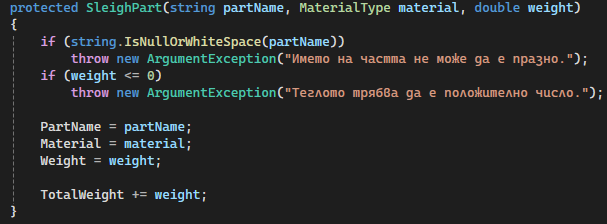 protected SleighPart(string partName, MaterialType material, double weight)
{
if (string.IsNullOrWhiteSpace(partName))
throw new ArgumentException("Името на частта не може да е празно.");
if (weight <= 0)
throw new ArgumentException("Теглото трябва да е положително число.");
PartName = partName;
Material = material;
Weight = weight;
TotalWeight += weight;
}